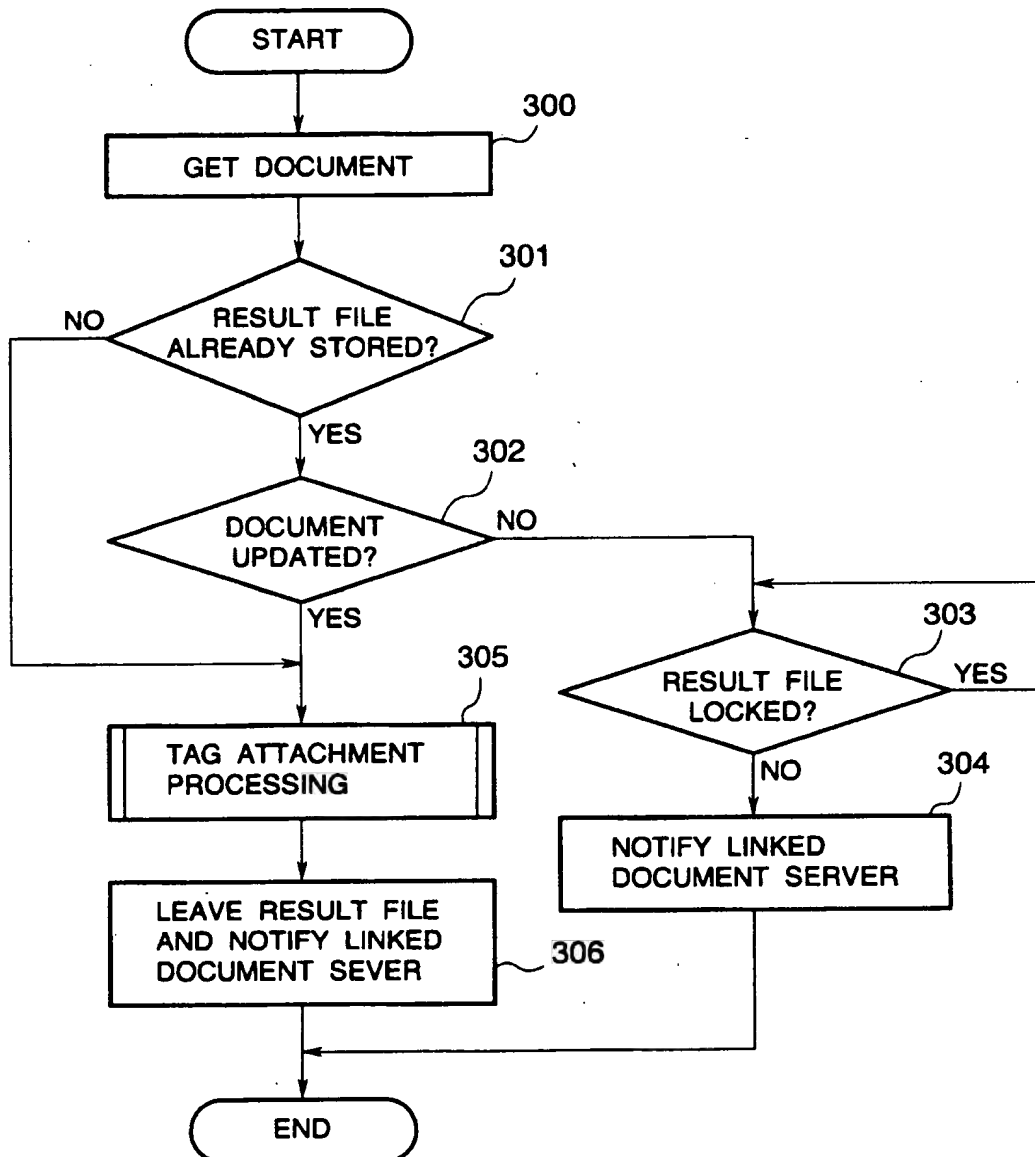 START
300
GET DOCUMENT
301
NO
RESULT FILE
ALREADY STORED?
YES
302
DOCUMENT
UPDATED?
NO
YES
303
RESULT FILE
LOCKED?
YES
NO
305
TAG ATTACHMENT
PROCESSING
304
NOTIFY LINKED
DOCUMENT SERVER
LEAVE RESULT FILE
AND NOTIFY LINKED
DOCUMENT SEVER
306
END